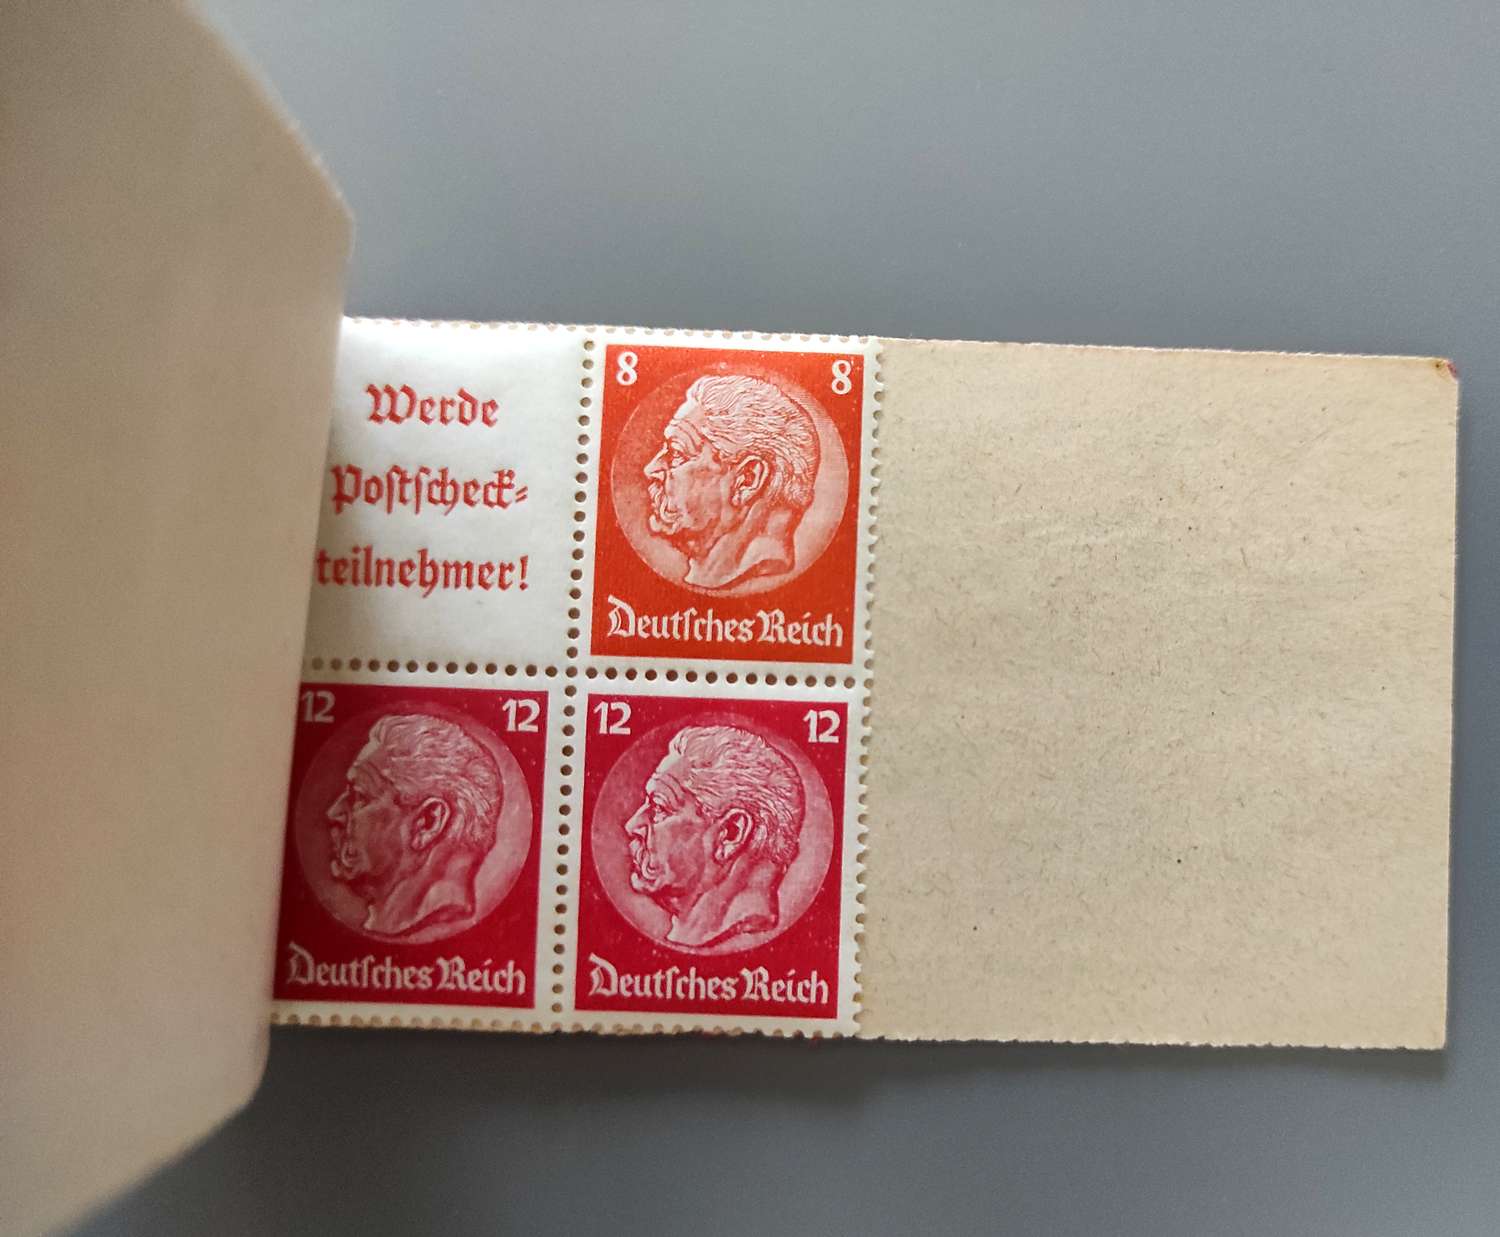 Werde
Poſtſcheck-
teilnehmer!
8 8
Deutſches Reich
12 12
Deutſches Reich
12 12
Deutſches Reich